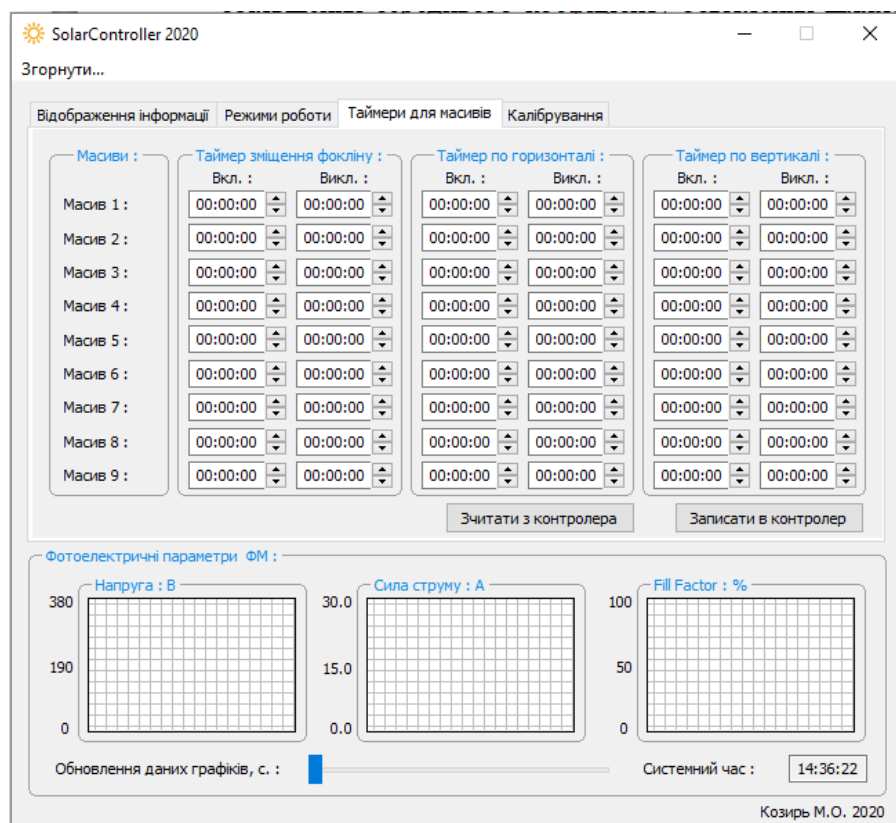 SolarController 2020
Згорнути...
Відображення інформації Режими роботи Таймери для масивів Калібрування
Масиви : Таймер зміщення фокліну : Таймер по горизонталі : Таймер по вертикалі :
Вкл. : Викл. : Вкл. : Викл. : Вкл. : Викл. :
Масив 1 : 00:00:00 00:00:00 00:00:00 00:00:00 00:00:00 00:00:00
Масив 2 : 00:00:00 00:00:00 00:00:00 00:00:00 00:00:00 00:00:00
Масив 3 : 00:00:00 00:00:00 00:00:00 00:00:00 00:00:00 00:00:00
Масив 4 : 00:00:00 00:00:00 00:00:00 00:00:00 00:00:00 00:00:00
Масив 5 : 00:00:00 00:00:00 00:00:00 00:00:00 00:00:00 00:00:00
Масив 6 : 00:00:00 00:00:00 00:00:00 00:00:00 00:00:00 00:00:00
Масив 7 : 00:00:00 00:00:00 00:00:00 00:00:00 00:00:00 00:00:00
Масив 8 : 00:00:00 00:00:00 00:00:00 00:00:00 00:00:00 00:00:00
Масив 9 : 00:00:00 00:00:00 00:00:00 00:00:00 00:00:00 00:00:00
Зчитати з контролера Записати в контролер
Фотоелектричні параметри ФМ :
Напруга : В Сила струму : А Fill Factor : %
380 30.0 100
190 15.0 50
0 0.0 0
Обновлення даних графіків, с. : Системний час : 14:36:22
Козирь М.О. 2020